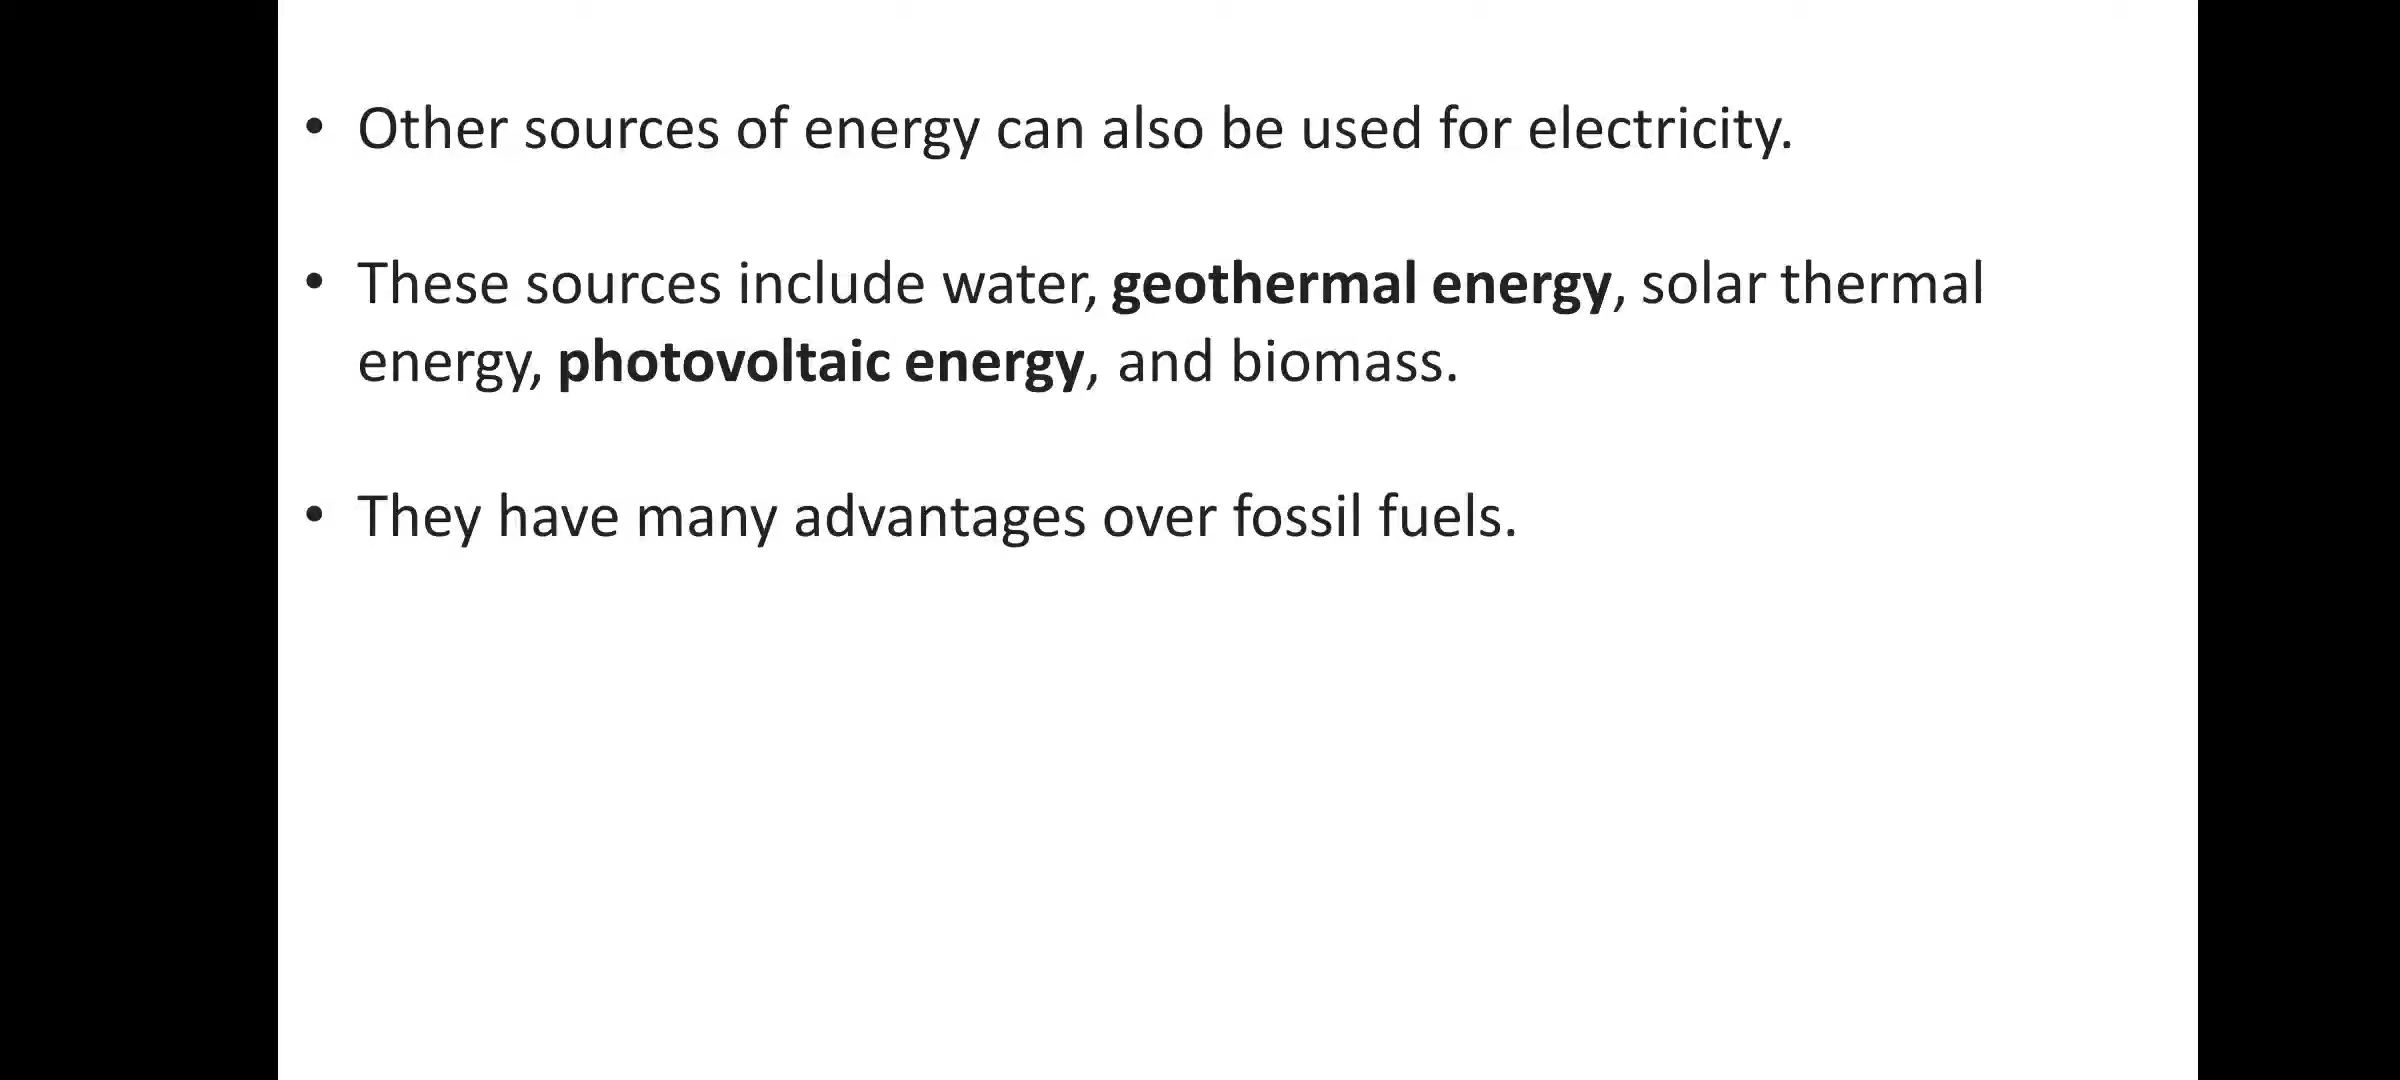 • Other sources of energy can also be used for electricity.
• These sources include water, geothermal energy, solar thermal
energy, photovoltaic energy, and biomass.
• They have many advantages over fossil fuels.